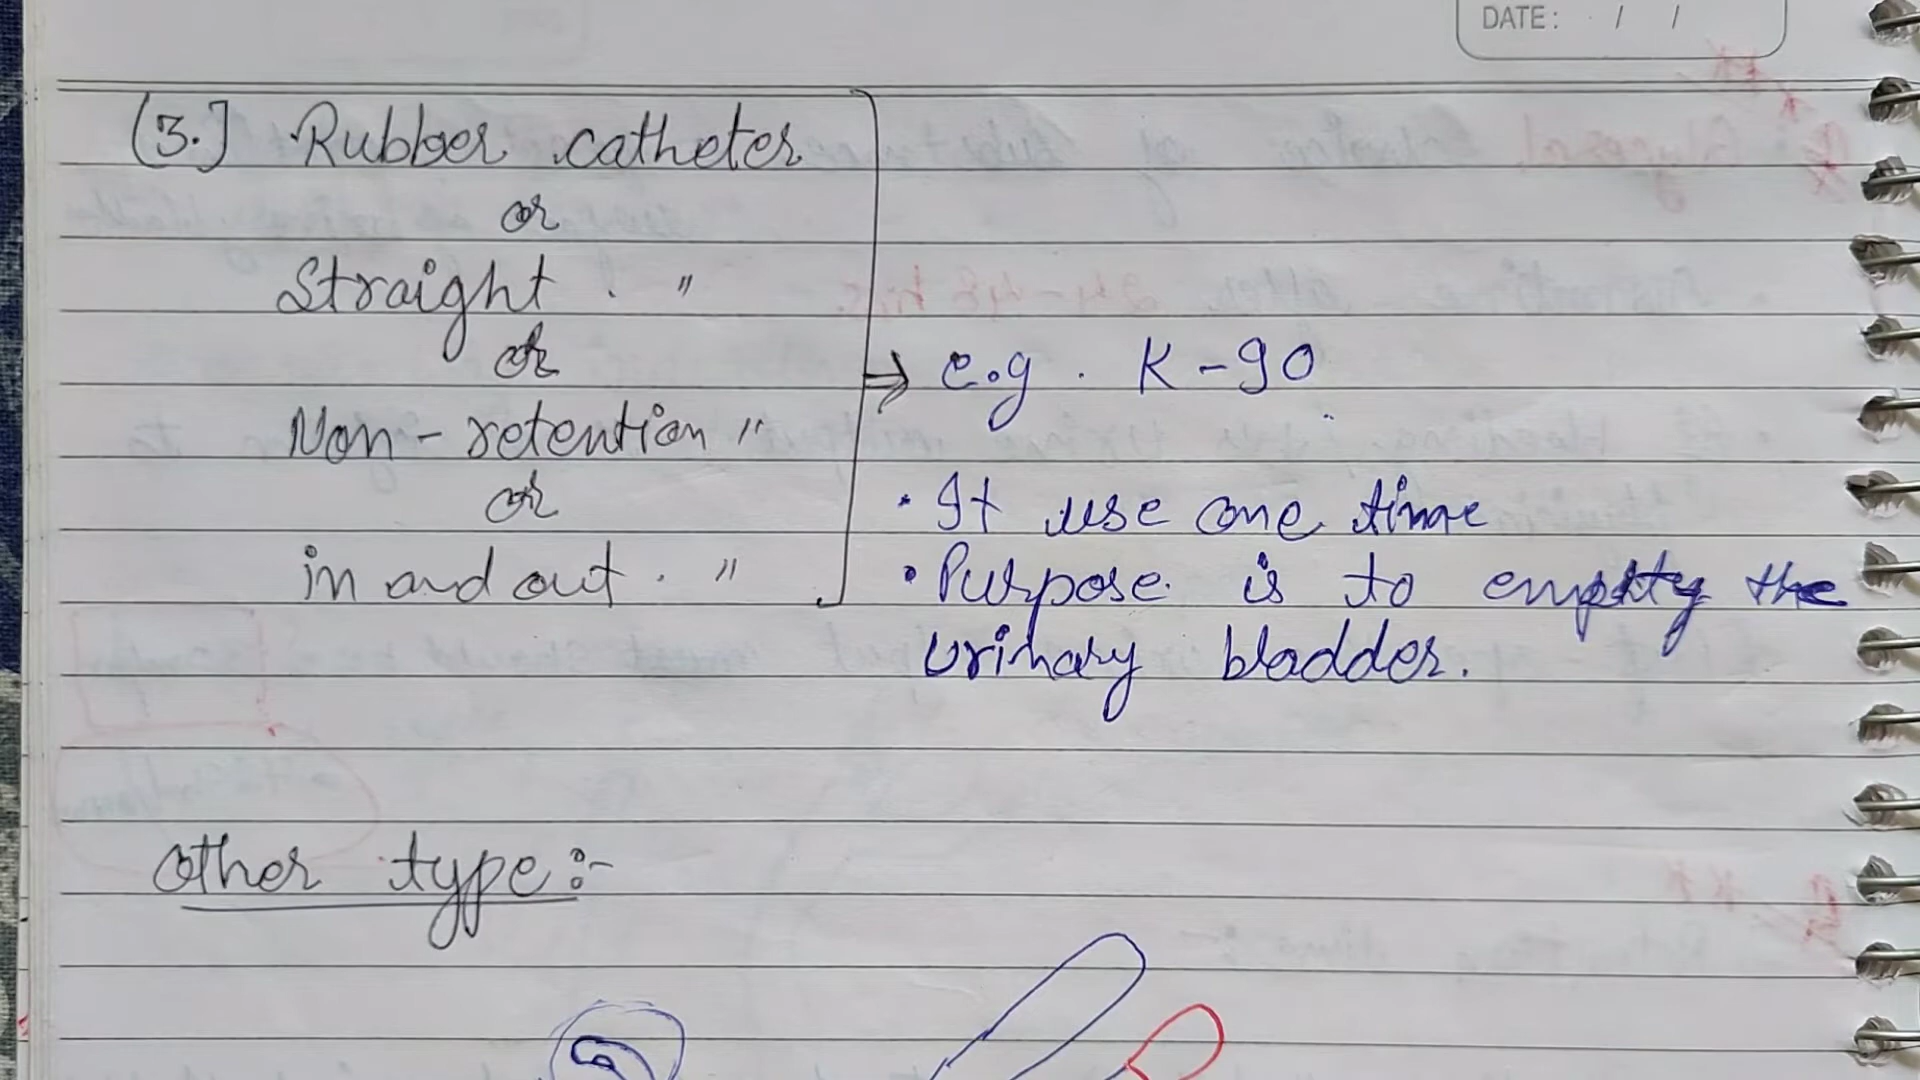 DATE: / /
(3.] Rubber catheter
or
Straight . "
or
Non-retention "
or
in and out . "
⇒ e.g. K-90
• It use one time
• Purpose is to empty the
urinary bladder.
Other type:-